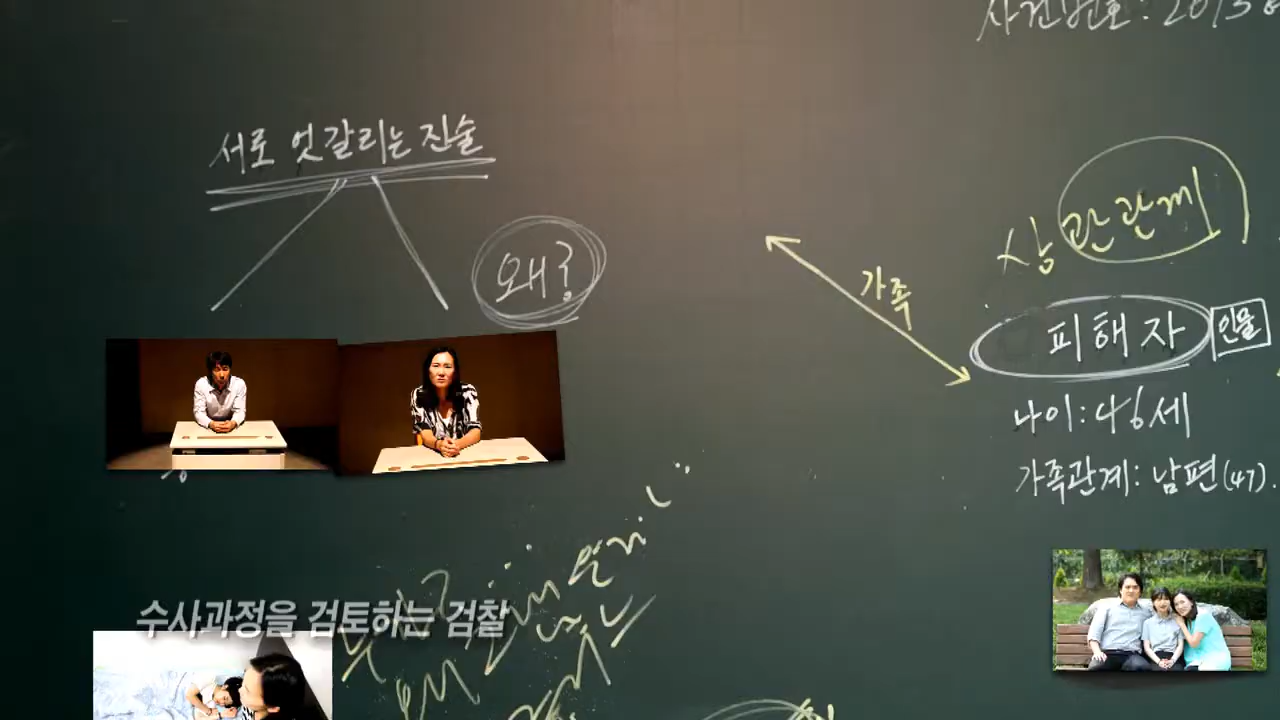 사건번호: 2013
서로 엇갈리는 진술
왜?
가족
상관관계
피해자
인물
나이: 46세
가족관계: 남편(47).
수사과정을 검토하는 검찰